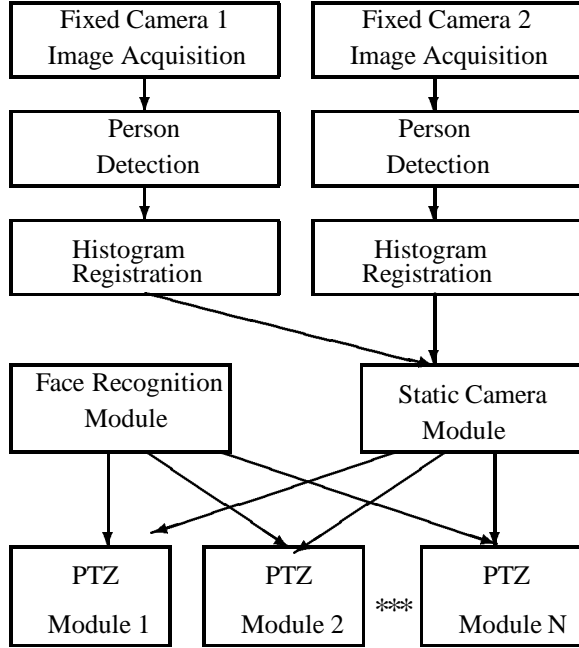 Fixed Camera 1
Image Acquisition
Fixed Camera 2
Image Acquisition
Person
Detection
Person
Detection
Histogram
Registration
Histogram
Registration
Face Recognition
Module
Static Camera
Module
PTZ
Module 1
PTZ
Module 2
***
PTZ
Module N